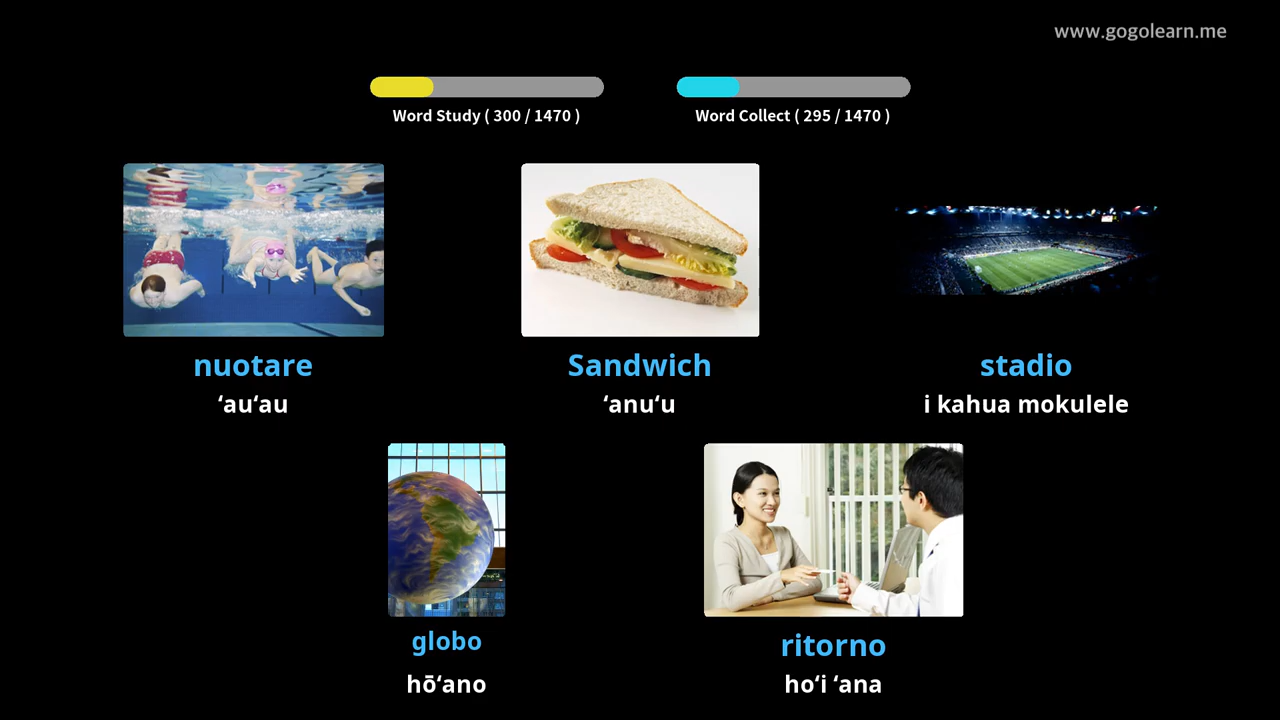 www.gogolearn.me
Word Study ( 300 / 1470 )
Word Collect ( 295 / 1470 )
nuotare
ʻauʻau
Sandwich
ʻanuʻu
stadio
i kahua mokulele
globo
hōʻano
ritorno
hoʻi ʻana